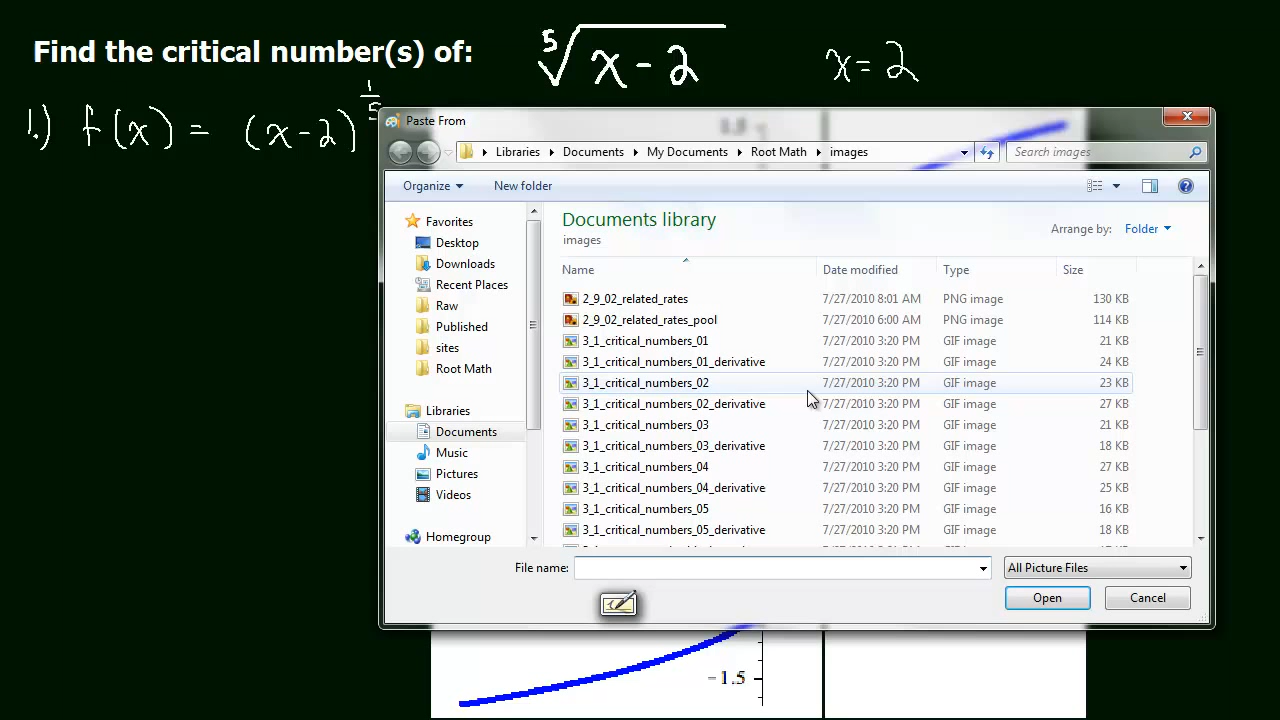 Find the critical number(s) of:
⁵√(x-2)
x=2
1.) f(x) = (x-2)^(1/5)
Paste From
Libraries Documents My Documents Root Math images
Search images
Organize New folder
Documents library
images
Arrange by: Folder
Name Date modified Type Size
2_9_02_related_rates 7/27/2010 8:01 AM PNG image 130 KB
2_9_02_related_rates_pool 7/27/2010 6:00 AM PNG image 114 KB
3_1_critical_numbers_01 7/27/2010 3:20 PM GIF image 21 KB
3_1_critical_numbers_01_derivative 7/27/2010 3:20 PM GIF image 24 KB
3_1_critical_numbers_02 7/27/2010 3:20 PM GIF image 23 KB
3_1_critical_numbers_02_derivative 7/27/2010 3:20 PM GIF image 27 KB
3_1_critical_numbers_03 7/27/2010 3:20 PM GIF image 21 KB
3_1_critical_numbers_03_derivative 7/27/2010 3:20 PM GIF image 18 KB
3_1_critical_numbers_04 7/27/2010 3:20 PM GIF image 27 KB
3_1_critical_numbers_04_derivative 7/27/2010 3:20 PM GIF image 25 KB
3_1_critical_numbers_05 7/27/2010 3:20 PM GIF image 16 KB
3_1_critical_numbers_05_derivative 7/27/2010 3:20 PM GIF image 18 KB
Favorites
Desktop
Downloads
Recent Places
Raw
Published
sites
Root Math
Libraries
Documents
Music
Pictures
Videos
Homegroup
File name: All Picture Files
Open Cancel
-1.5